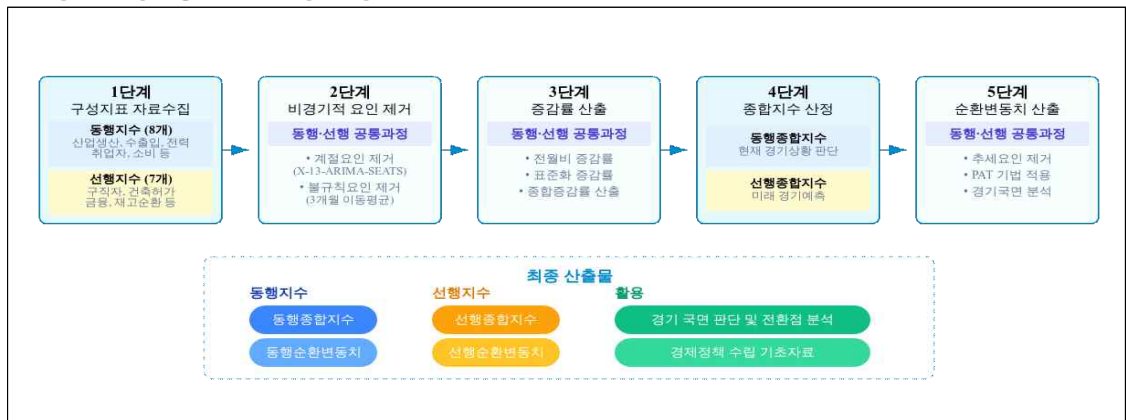 1단계
구성지표 자료수집
동행지수 (8개)
산업생산, 수출입, 전력
취업자, 소비 등
선행지수 (7개)
구직자, 건축허가
금융, 재고순환 등
2단계
비경기적 요인 제거
동행·선행 공통과정
• 계절요인 제거
(X-13-ARIMA-SEATS)
• 불규칙요인 제거
(3개월 이동평균)
3단계
증감률 산출
동행·선행 공통과정
• 전월비 증감률
• 표준화 증감률
• 종합증감률 산출
4단계
종합지수 산정
동행종합지수
현재 경기상황 판단
선행종합지수
미래 경기예측
5단계
순환변동치 산출
동행·선행 공통과정
• 추세요인 제거
• PAT 기법 적용
• 경기국면 분석
최종 산출물
동행지수
동행종합지수
동행순환변동치
선행지수
선행종합지수
선행순환변동치
활용
경기 국면 판단 및 전환점 분석
경제정책 수립 기초자료